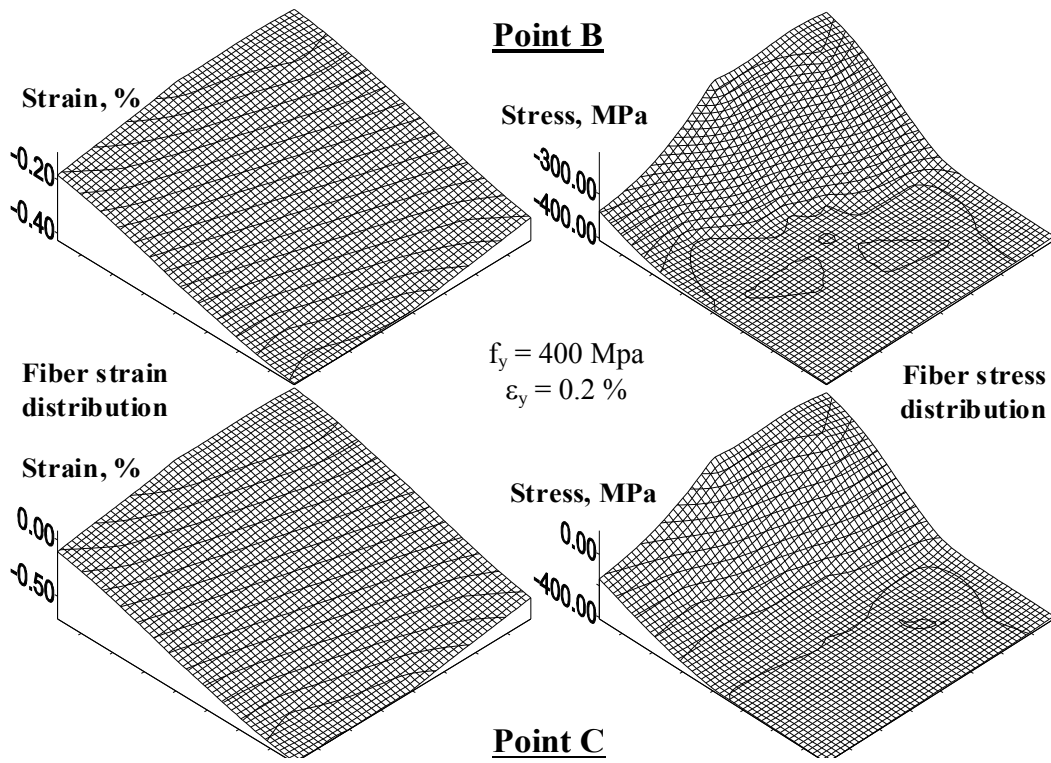 Point B
Strain, %
-0.20
-0.40
Stress, MPa
-300.00
-400.00
Fiber strain
distribution
f_y = 400 Mpa
ε_y = 0.2 %
Fiber stress
distribution
Strain, %
0.00
-0.50
Stress, MPa
0.00
-400.00
Point C